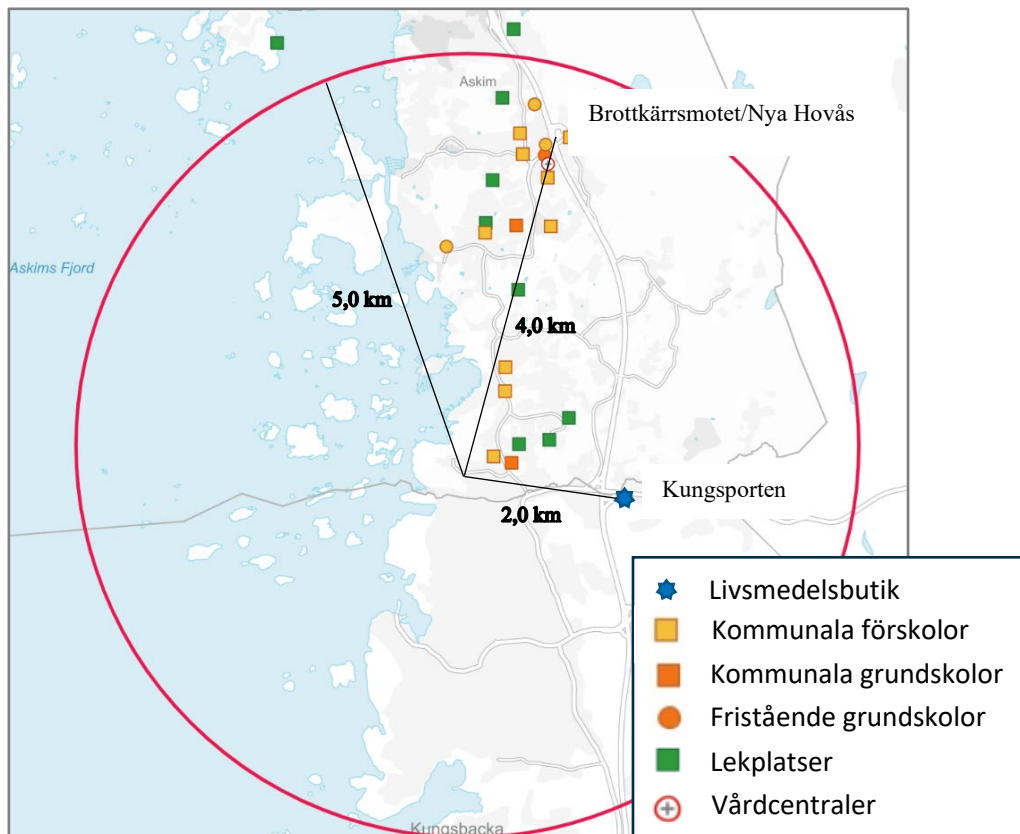 Askim
Brottkärrsmotet/Nya Hovås
Askims Fjord
5,0 km
4,0 km
Kungsporten
2,0 km
Livsmedelsbutik
Kommunala förskolor
Kommunala grundskolor
Fristående grundskolor
Lekplatser
Vårdcentraler
Kungsbacka